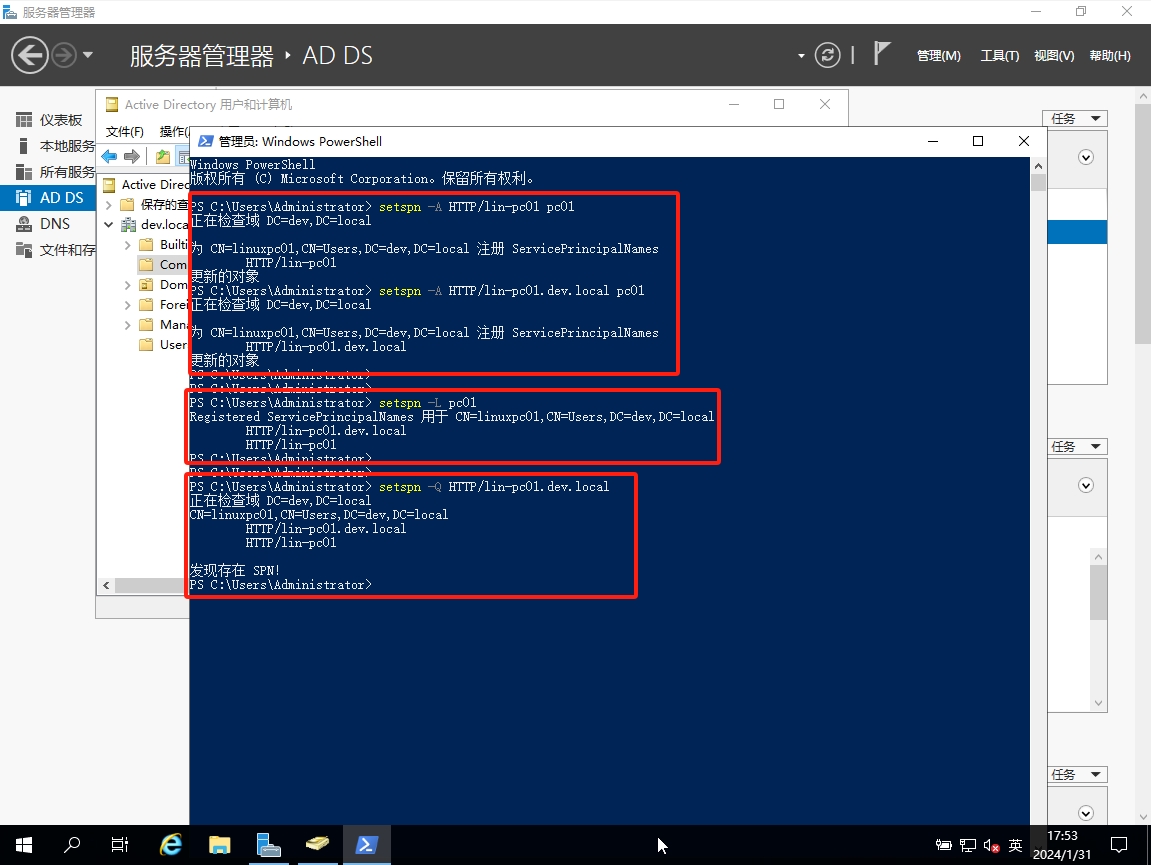 服务器管理器
服务器管理器 ‣ AD DS
管理(M) 工具(T) 视图(V) 帮助(H)
仪表板
本地服务
所有服务
AD DS
DNS
文件和存
Active Directory 用户和计算机
文件(F) 操作(
Active Direc
保存的查
dev.loca
Builti
Com
Dom
Forei
Mana
User
管理员: Windows PowerShell
Windows PowerShell
版权所有 (C) Microsoft Corporation。保留所有权利。
PS C:\Users\Administrator> setspn -A HTTP/lin-pc01 pc01
正在检查域 DC=dev,DC=local
为 CN=linuxpc01,CN=Users,DC=dev,DC=local 注册 ServicePrincipalNames
HTTP/lin-pc01
更新的对象
PS C:\Users\Administrator> setspn -A HTTP/lin-pc01.dev.local pc01
正在检查域 DC=dev,DC=local
为 CN=linuxpc01,CN=Users,DC=dev,DC=local 注册 ServicePrincipalNames
HTTP/lin-pc01.dev.local
更新的对象
PS C:\Users\Administrator>
PS C:\Users\Administrator>
PS C:\Users\Administrator> setspn -L pc01
Registered ServicePrincipalNames 用于 CN=linuxpc01,CN=Users,DC=dev,DC=local
HTTP/lin-pc01.dev.local
HTTP/lin-pc01
PS C:\Users\Administrator>
PS C:\Users\Administrator>
PS C:\Users\Administrator> setspn -Q HTTP/lin-pc01.dev.local
正在检查域 DC=dev,DC=local
CN=linuxpc01,CN=Users,DC=dev,DC=local
HTTP/lin-pc01.dev.local
HTTP/lin-pc01
发现存在 SPN!
PS C:\Users\Administrator>
任务
任务
任务
英
17:53
2024/1/31